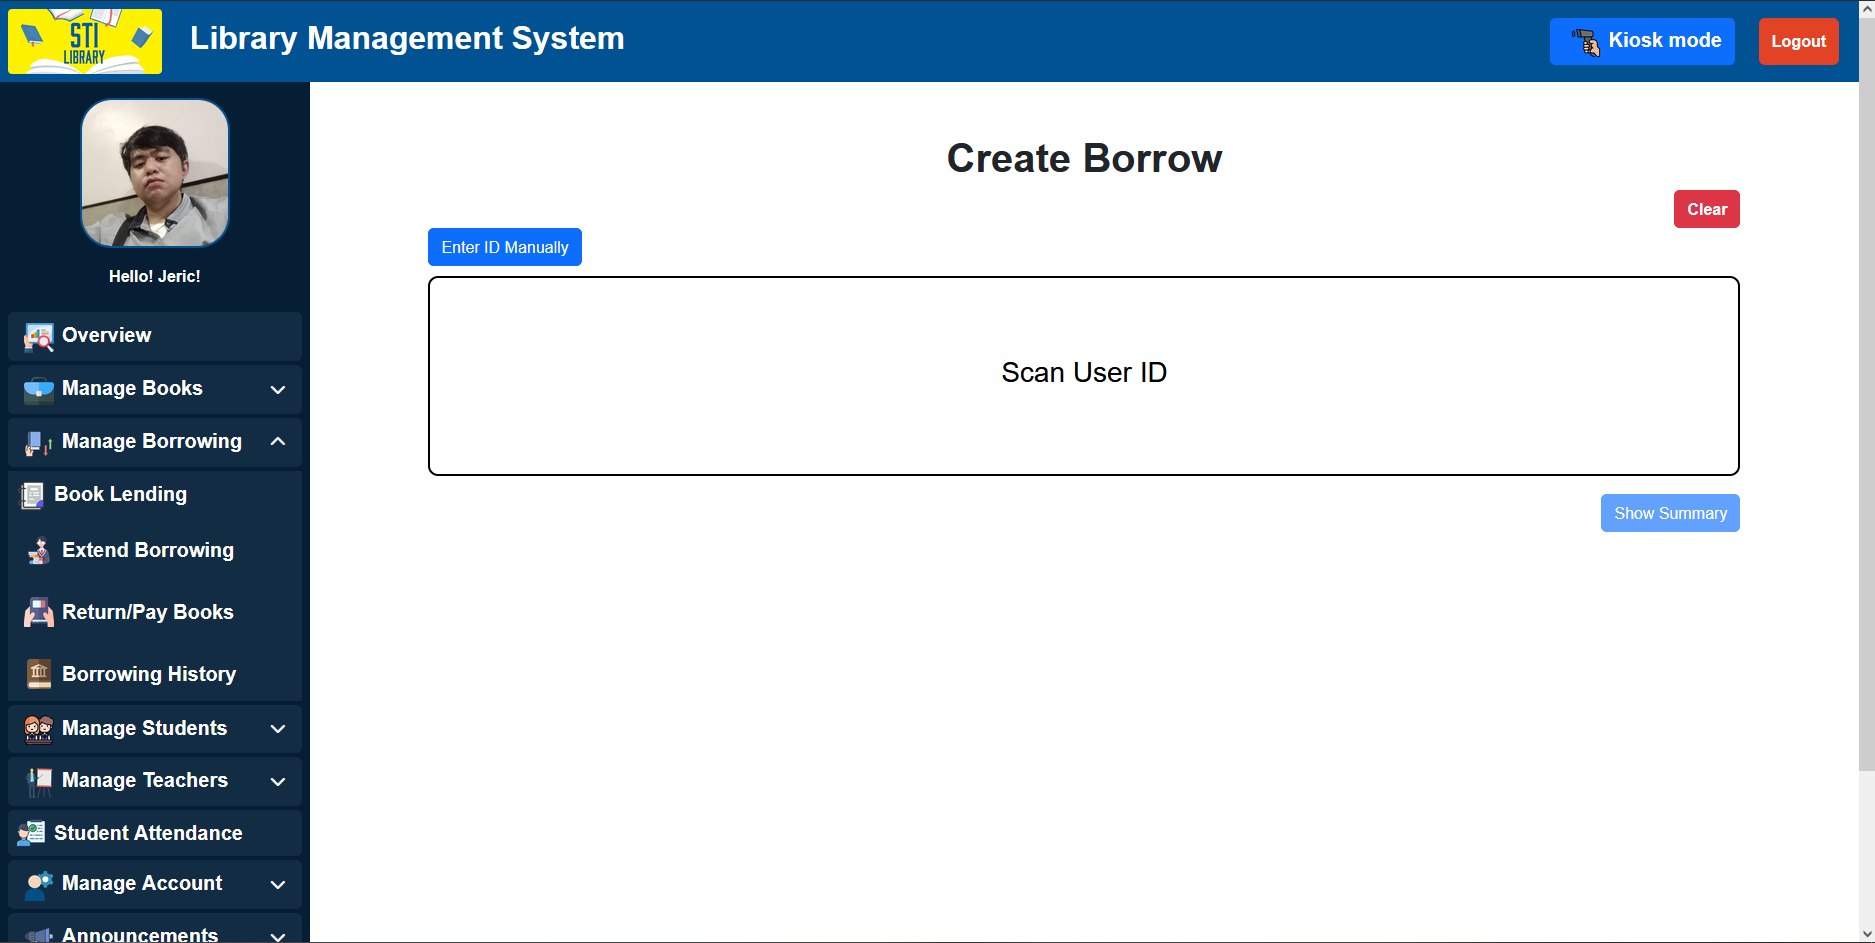 STI
LIBRARY
Library Management System
Kiosk mode
Logout
Hello! Jeric!
Overview
Manage Books
Manage Borrowing
Book Lending
Extend Borrowing
Return/Pay Books
Borrowing History
Manage Students
Manage Teachers
Student Attendance
Manage Account
Announcements
Create Borrow
Clear
Enter ID Manually
Scan User ID
Show Summary